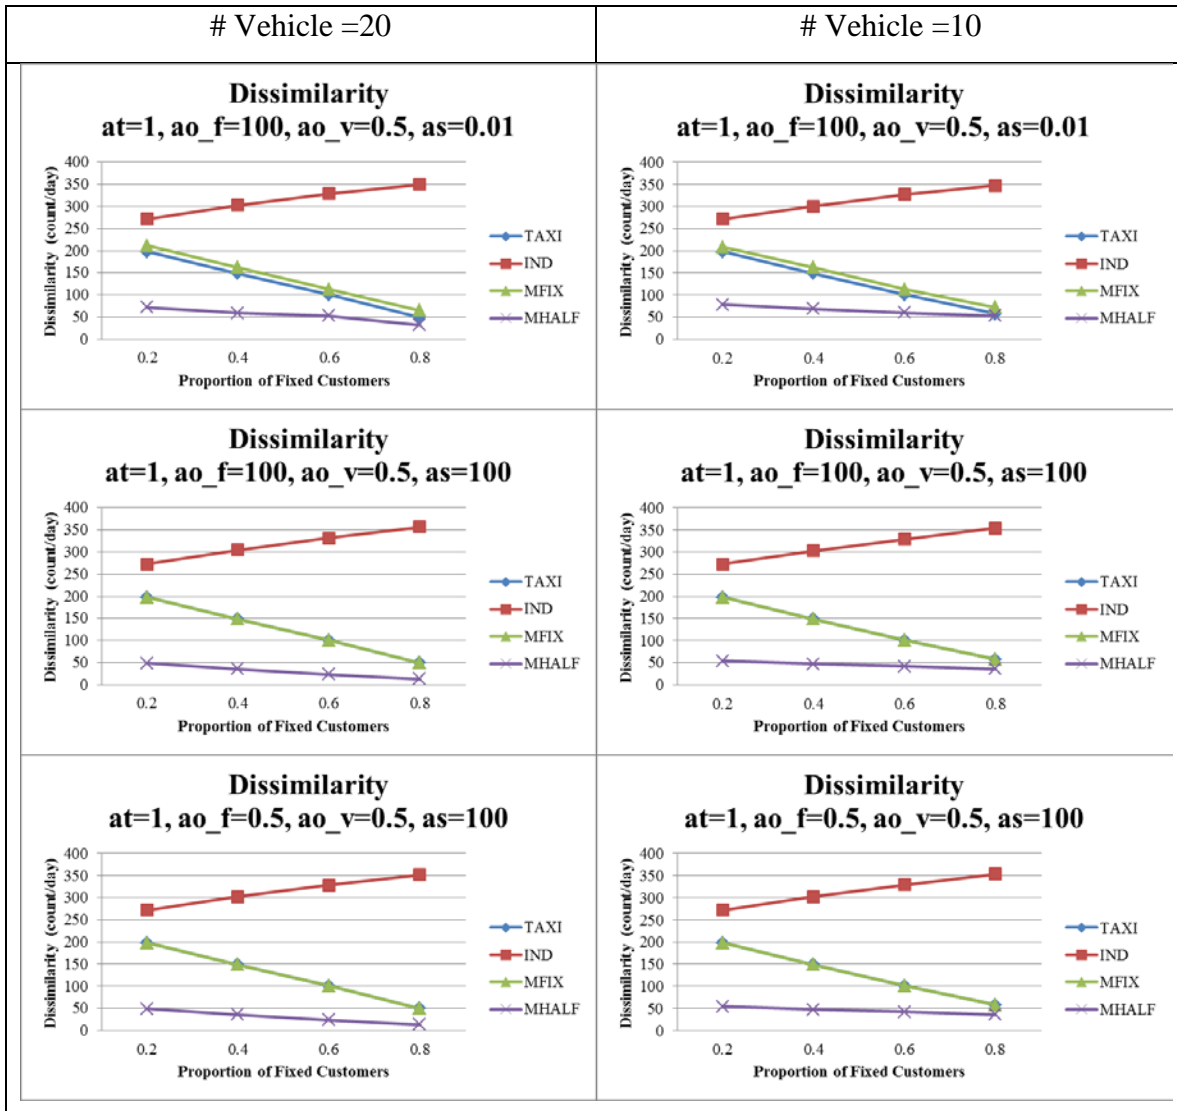 # Vehicle =20
# Vehicle =10
Dissimilarity
at=1, ao_f=100, ao_v=0.5, as=0.01
Dissimilarity (count/day)
400
350
300
250
200
150
100
50
0
0.2 0.4 0.6 0.8
Proportion of Fixed Customers
TAXI
IND
MFIX
MHALF
Dissimilarity
at=1, ao_f=100, ao_v=0.5, as=0.01
Dissimilarity (count/day)
400
350
300
250
200
150
100
50
0
0.2 0.4 0.6 0.8
Proportion of Fixed Customers
TAXI
IND
MFIX
MHALF
Dissimilarity
at=1, ao_f=100, ao_v=0.5, as=100
Dissimilarity (count/day)
400
350
300
250
200
150
100
50
0
0.2 0.4 0.6 0.8
Proportion of Fixed Customers
TAXI
IND
MFIX
MHALF
Dissimilarity
at=1, ao_f=100, ao_v=0.5, as=100
Dissimilarity (count/day)
400
350
300
250
200
150
100
50
0
0.2 0.4 0.6 0.8
Proportion of Fixed Customers
TAXI
IND
MFIX
MHALF
Dissimilarity
at=1, ao_f=0.5, ao_v=0.5, as=100
Dissimilarity (count/day)
400
350
300
250
200
150
100
50
0
0.2 0.4 0.6 0.8
Proportion of Fixed Customers
TAXI
IND
MFIX
MHALF
Dissimilarity
at=1, ao_f=0.5, ao_v=0.5, as=100
Dissimilarity (count/day)
400
350
300
250
200
150
100
50
0
0.2 0.4 0.6 0.8
Proportion of Fixed Customers
TAXI
IND
MFIX
MHALF